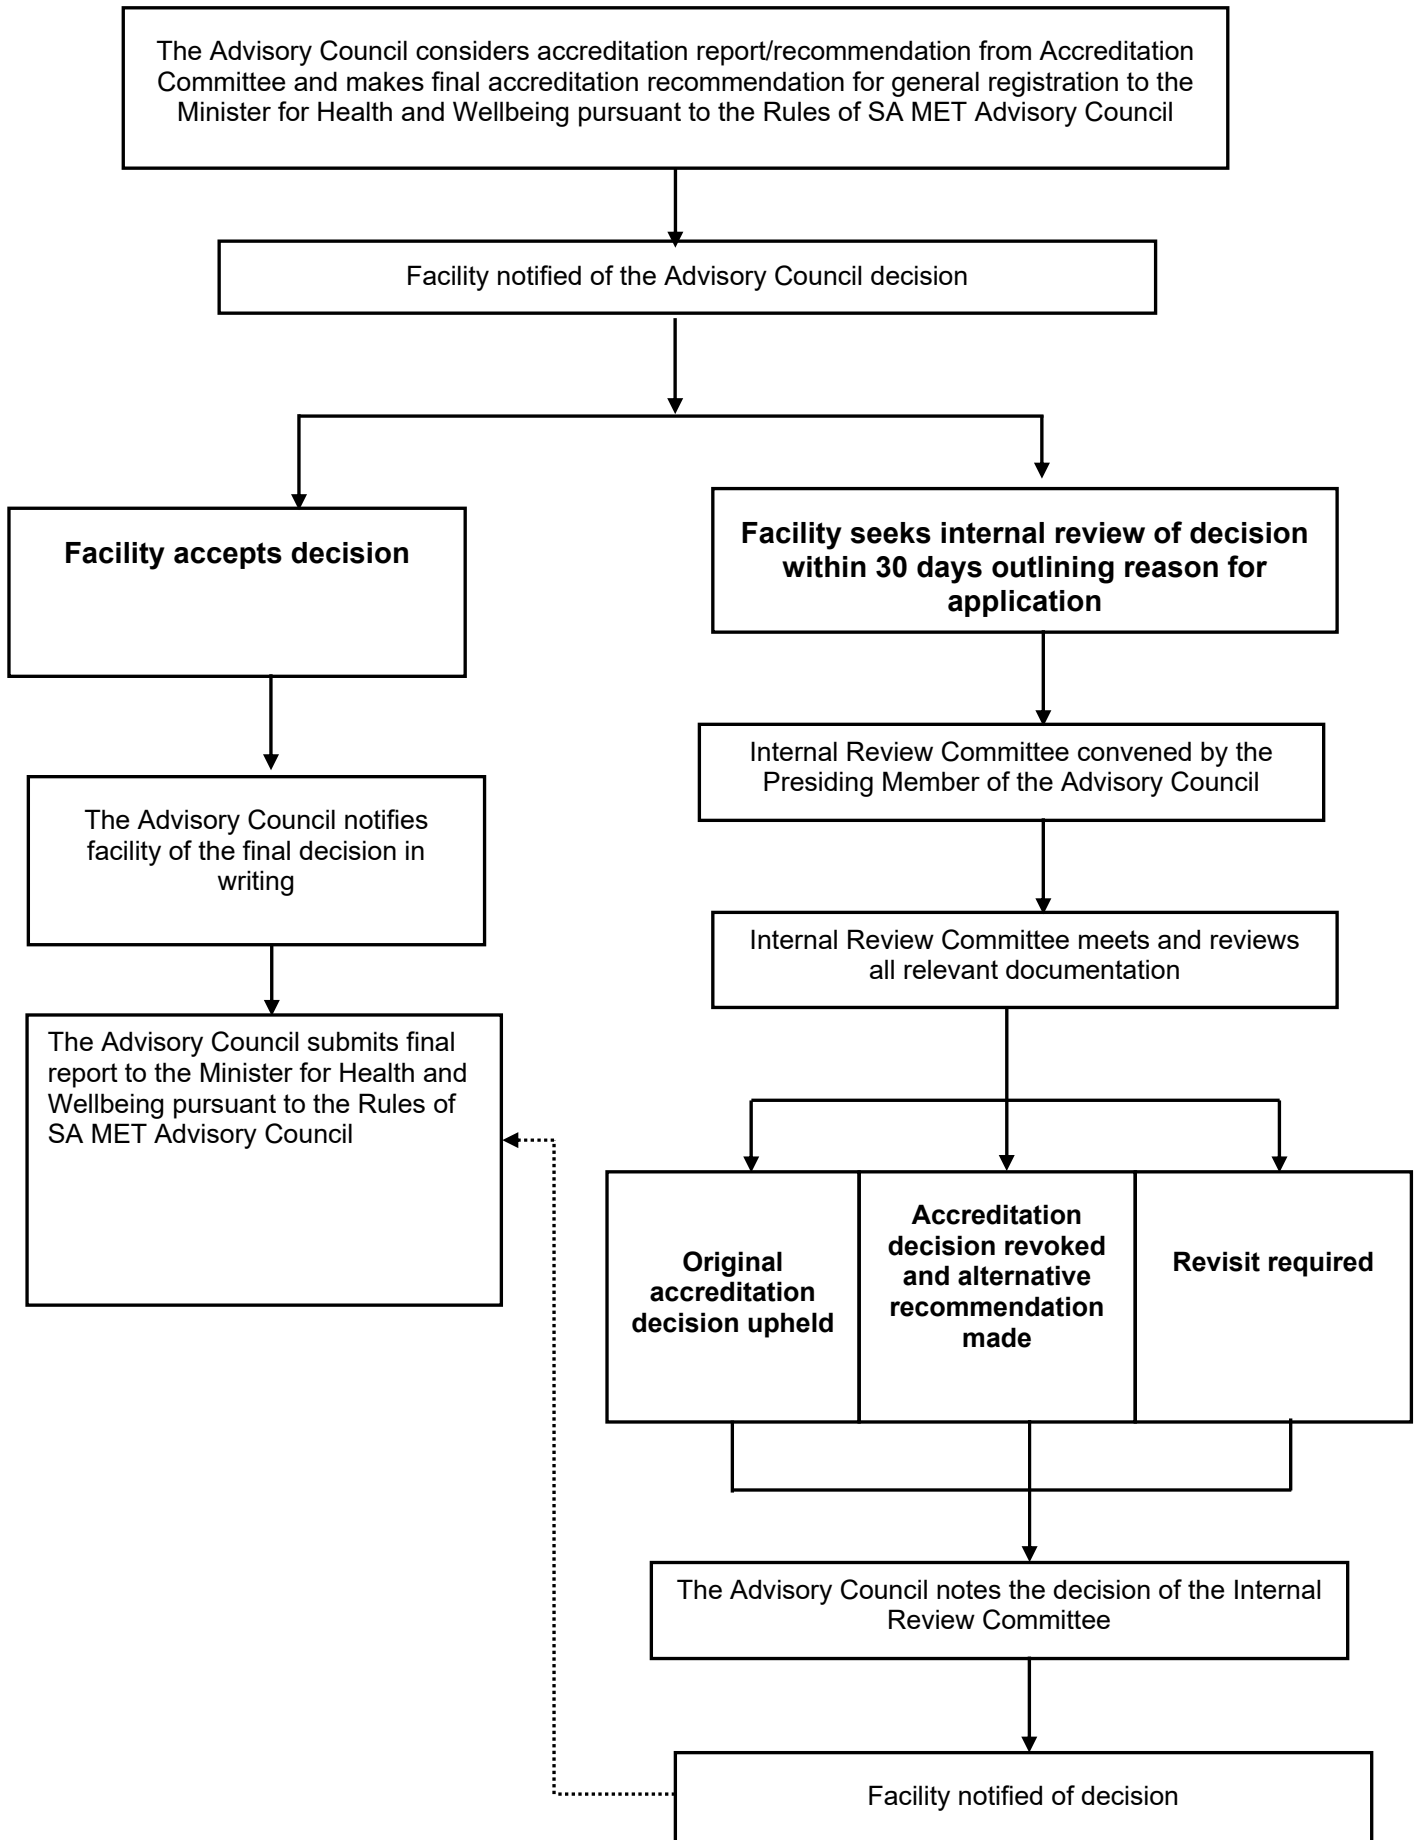 The Advisory Council considers accreditation report/recommendation from Accreditation
Committee and makes final accreditation recommendation for general registration to the
Minister for Health and Wellbeing pursuant to the Rules of SA MET Advisory Council
Facility notified of the Advisory Council decision
Facility accepts decision
The Advisory Council notifies
facility of the final decision in
writing
The Advisory Council submits final
report to the Minister for Health and
Wellbeing pursuant to the Rules of
SA MET Advisory Council
Facility seeks internal review of decision
within 30 days outlining reason for
application
Internal Review Committee convened by the
Presiding Member of the Advisory Council
Internal Review Committee meets and reviews
all relevant documentation
Original
accreditation
decision upheld
Accreditation
decision revoked
and alternative
recommendation
made
Revisit required
The Advisory Council notes the decision of the Internal
Review Committee
Facility notified of decision